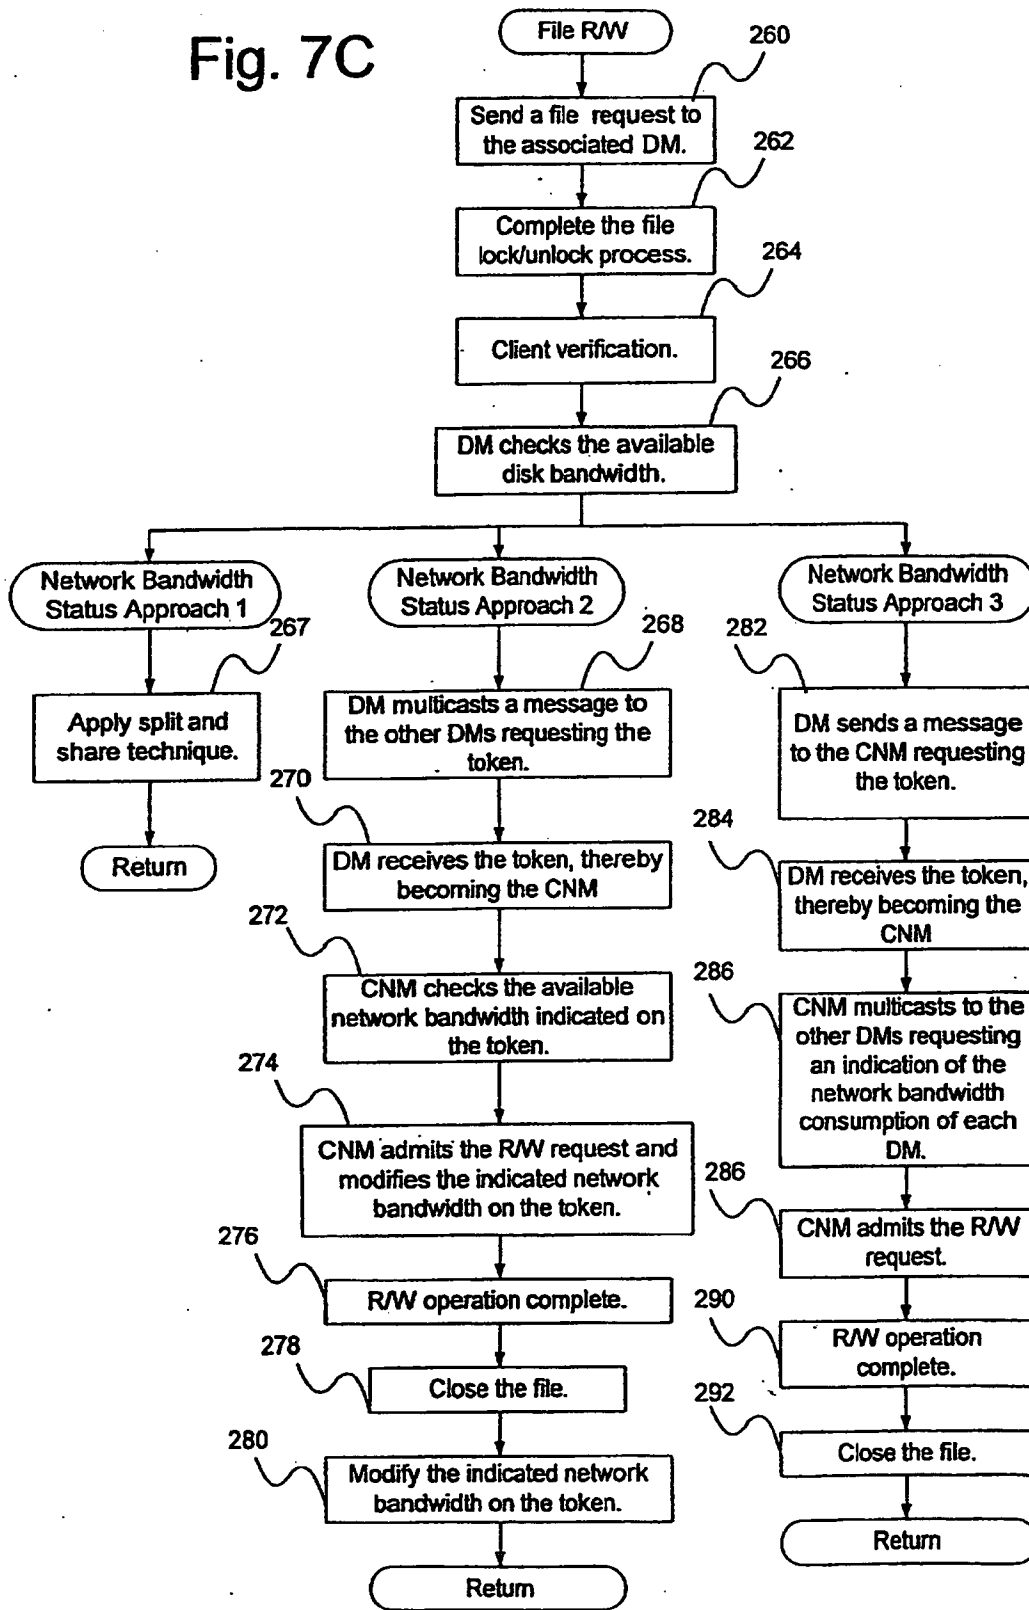 Fig. 7C
File R/W
260
Send a file request to
the associated DM.
262
Complete the file
lock/unlock process.
264
Client verification.
266
DM checks the available
disk bandwidth.
Network Bandwidth
Status Approach 1
267
Apply split and
share technique.
Return
Network Bandwidth
Status Approach 2
268
DM multicasts a message to
the other DMs requesting the
token.
270
DM receives the token, thereby
becoming the CNM
272
CNM checks the available
network bandwidth indicated on
the token.
274
CNM admits the R/W request and
modifies the indicated network
bandwidth on the token.
276
R/W operation complete.
278
Close the file.
280
Modify the indicated network
bandwidth on the token.
Return
Network Bandwidth
Status Approach 3
282
DM sends a message
to the CNM requesting
the token.
284
DM receives the token,
thereby becoming the
CNM
286
CNM multicasts to the
other DMs requesting
an indication of the
network bandwidth
consumption of each
DM.
286
CNM admits the R/W
request.
290
R/W operation
complete.
292
Close the file.
Return